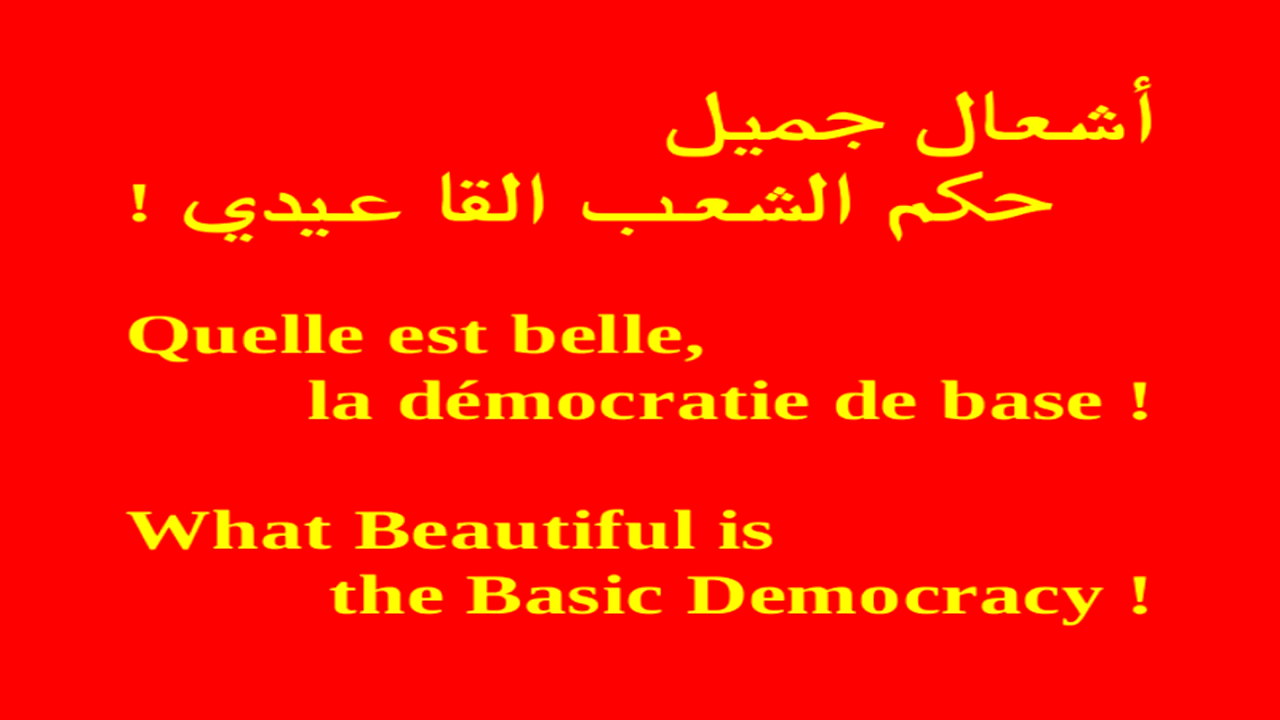 أشعال جميل
حكم الشعب القا عيدي !
Quelle est belle,
la démocratie de base !
What Beautiful is
the Basic Democracy !